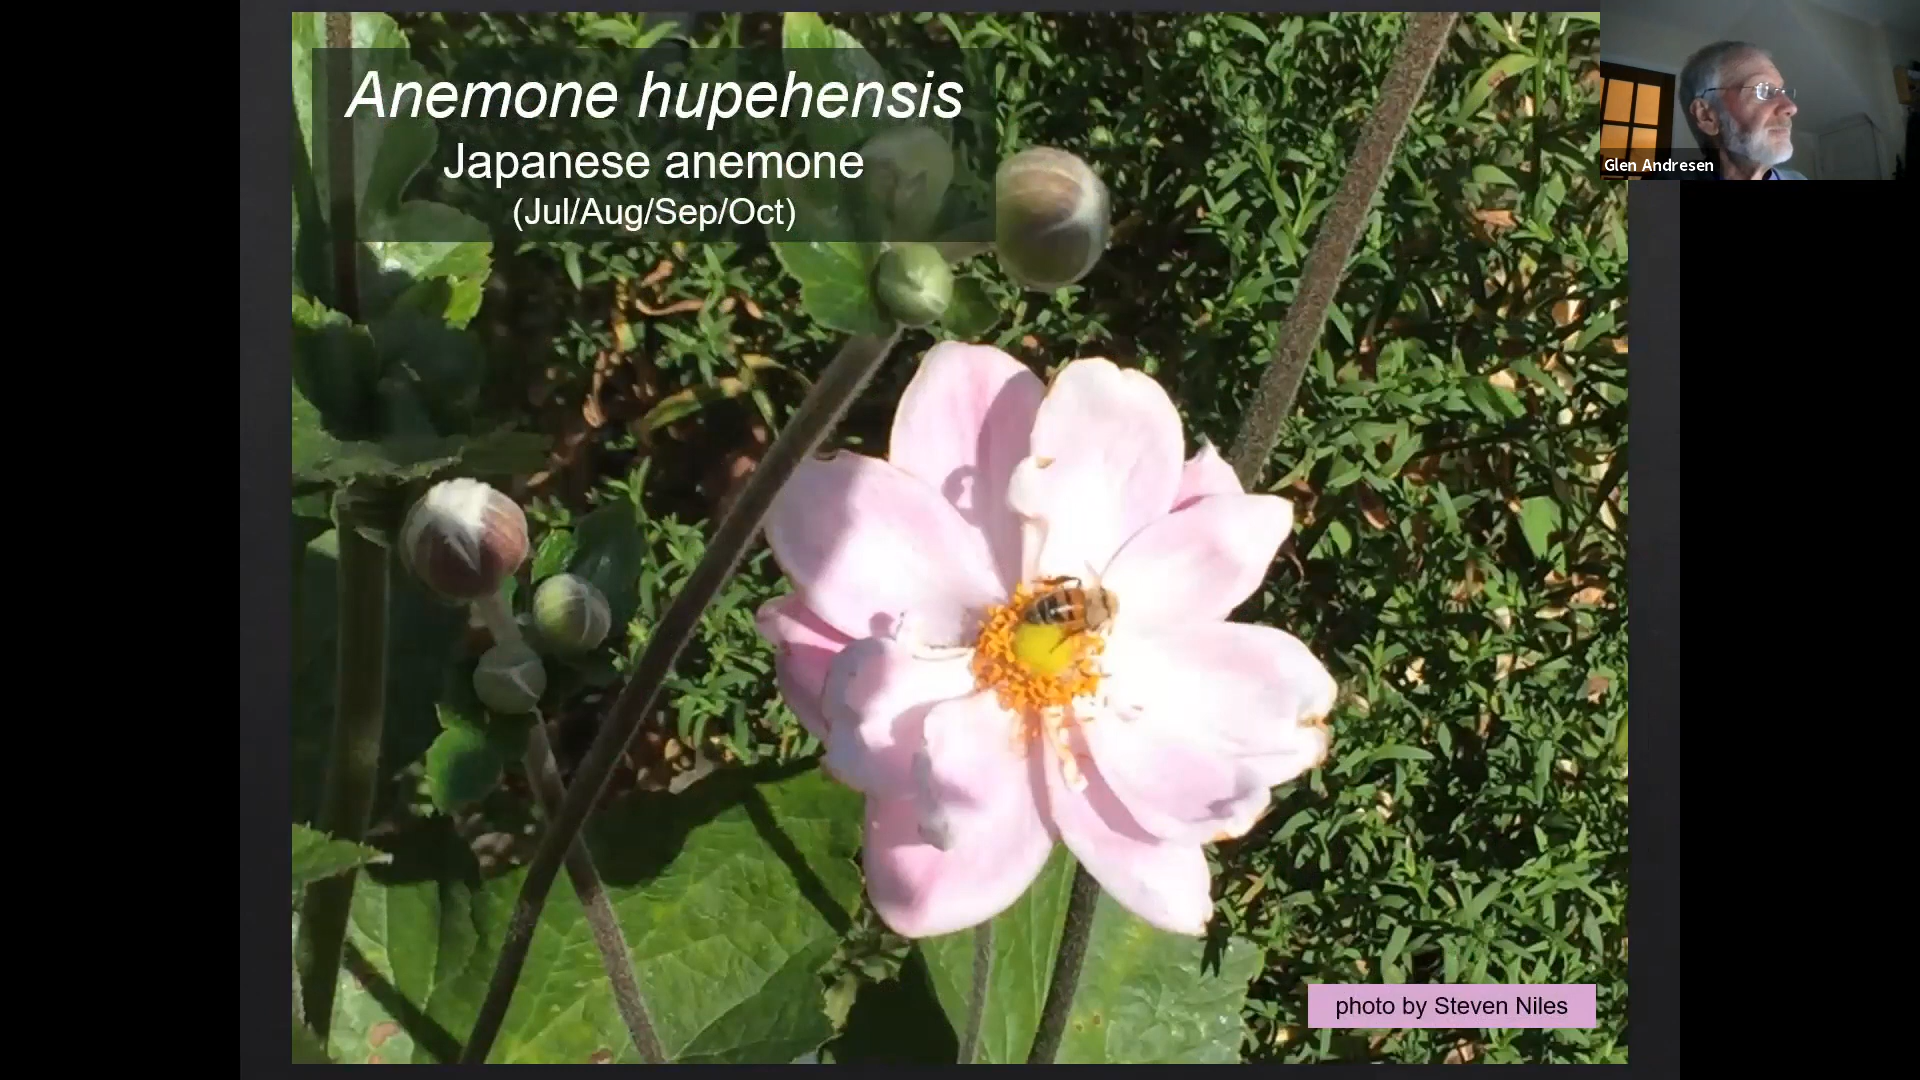 Anemone hupehensis
Japanese anemone
(Jul/Aug/Sep/Oct)
Glen Andresen
photo by Steven Niles